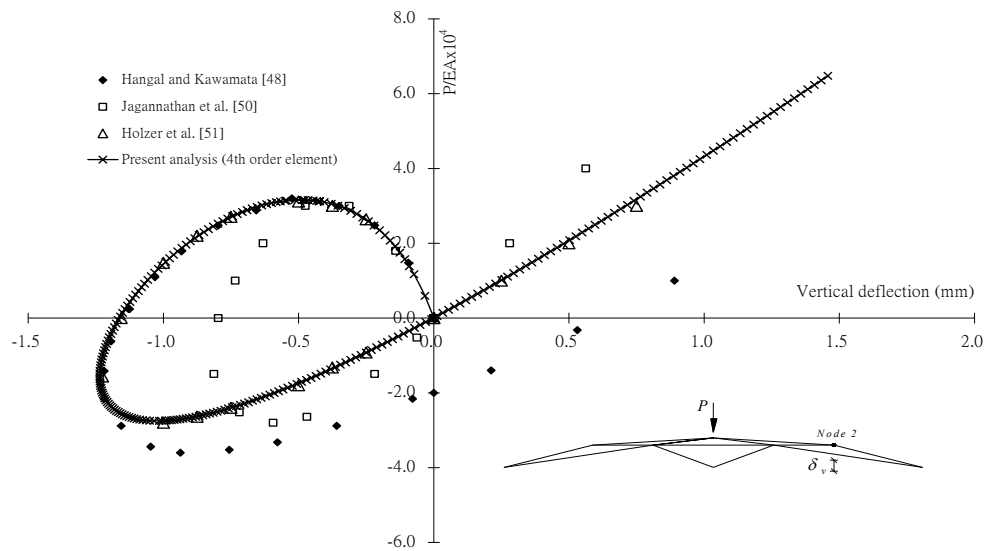 8.0
P/EAx10⁴
6.0
4.0
2.0
0.0
-2.0
-4.0
-6.0
Hangal and Kawamata [48]
Jagannathan et al. [50]
Holzer et al. [51]
Present analysis (4th order element)
Vertical deflection (mm)
-1.5 -1.0 -0.5 0.0 0.5 1.0 1.5 2.0
P
Node 2
δv